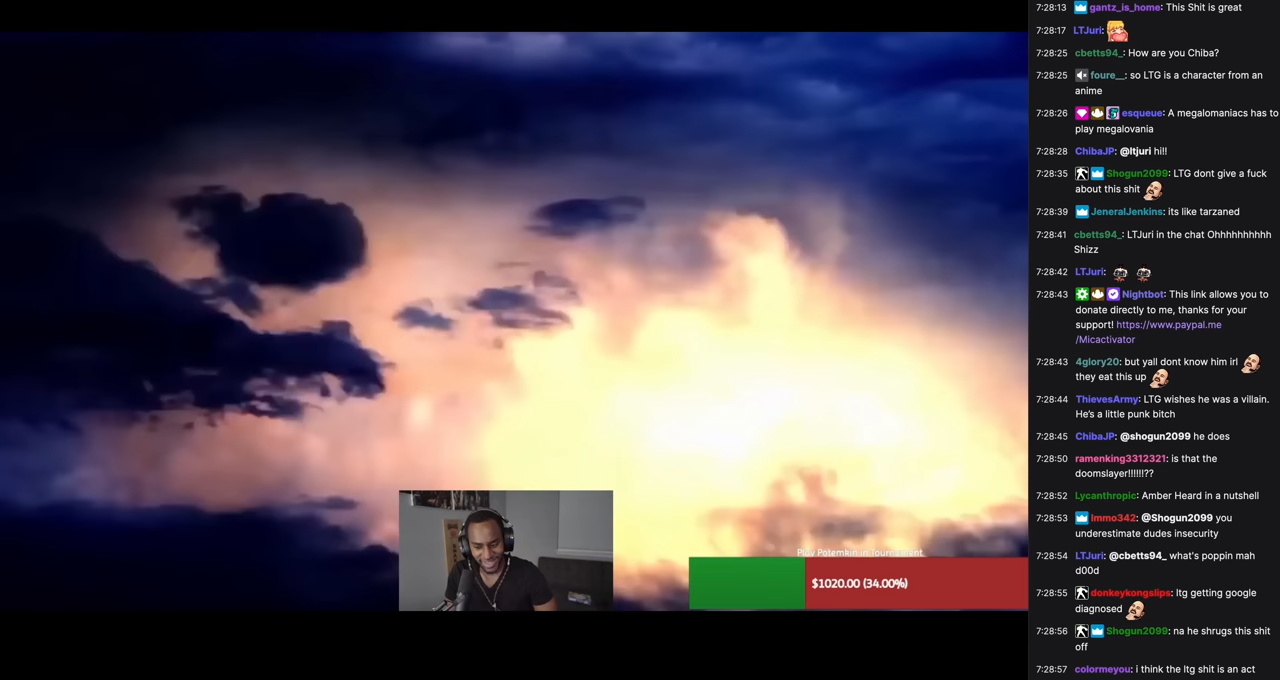 7:28:13 gantz_is_home: This Shit is great
7:28:17 LTJuri:
7:28:25 cbetts94_: How are you Chiba?
7:28:25 foure__: so LTG is a character from an
anime
7:28:26 esqueue: A megalomaniacs has to
play megalovania
7:28:28 ChibaJP: @ltjuri hi!!
7:28:35 Shogun2099: LTG dont give a fuck
about this shit
7:28:39 JeneralJenkins: its like tarzaned
7:28:41 cbetts94_: LTJuri in the chat Ohhhhhhhhhh
Shizz
7:28:42 LTJuri:
7:28:43 Nightbot: This link allows you to
donate directly to me, thanks for your
support! https://www.paypal.me
/Micactivator
7:28:43 4glory20: but yall dont know him irl
they eat this up
7:28:44 ThievesArmy: LTG wishes he was a villain.
He's a little punk bitch
7:28:45 ChibaJP: @shogun2099 he does
7:28:50 ramenking3312321: is that the
doomslayer!!!!!!??
7:28:52 Lycanthropic: Amber Heard in a nutshell
7:28:53 Immo342: @Shogun2099 you
underestimate dudes insecurity
7:28:54 LTJuri: @cbetts94_ what's poppin mah
d00d
7:28:55 donkeykongslips: ltg getting google
diagnosed
7:28:56 Shogun2099: na he shrugs this shit
off
7:28:57 colormeyou: i think the ltg shit is an act
Play Potemkin in Tournament
$1020.00 (34.00%)